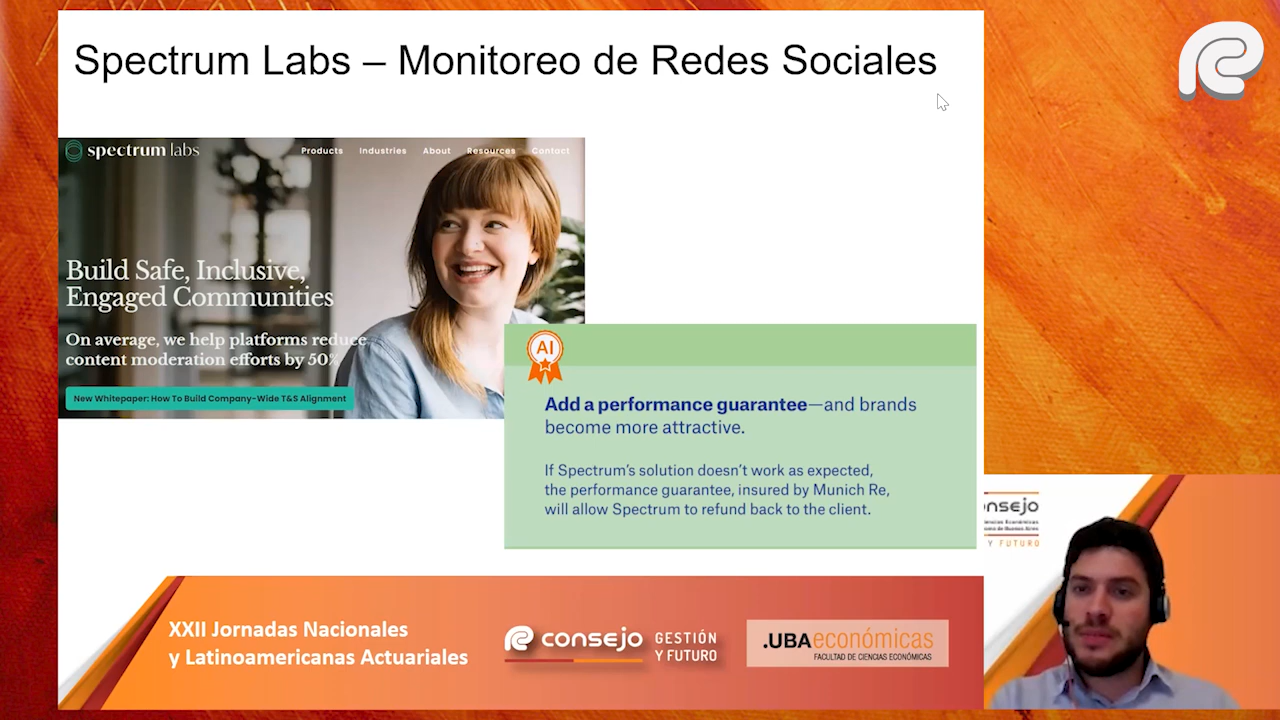 Spectrum Labs – Monitoreo de Redes Sociales
spectrum labs
Products Industries About Resources Contact
Build Safe, Inclusive,
Engaged Communities
On average, we help platforms reduce
content moderation efforts by 50%
New Whitepaper: How To Build Company-Wide T&S Alignment
AI
Add a performance guarantee—and brands
become more attractive.
If Spectrum's solution doesn't work as expected,
the performance guarantee, insured by Munich Re,
will allow Spectrum to refund back to the client.
onsejo
Y FUTURO
XXII Jornadas Nacionales
y Latinoamericanas Actuariales
consejo
GESTIÓN
Y FUTURO
.UBAeconómicas
FACULTAD DE CIENCIAS ECONÓMICAS